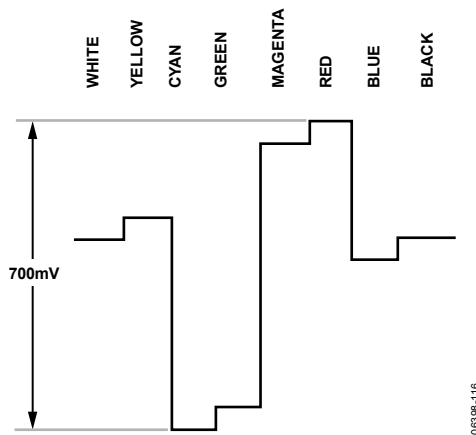 WHITE
YELLOW
CYAN
GREEN
MAGENTA
RED
BLUE
BLACK
700mV
06398-116